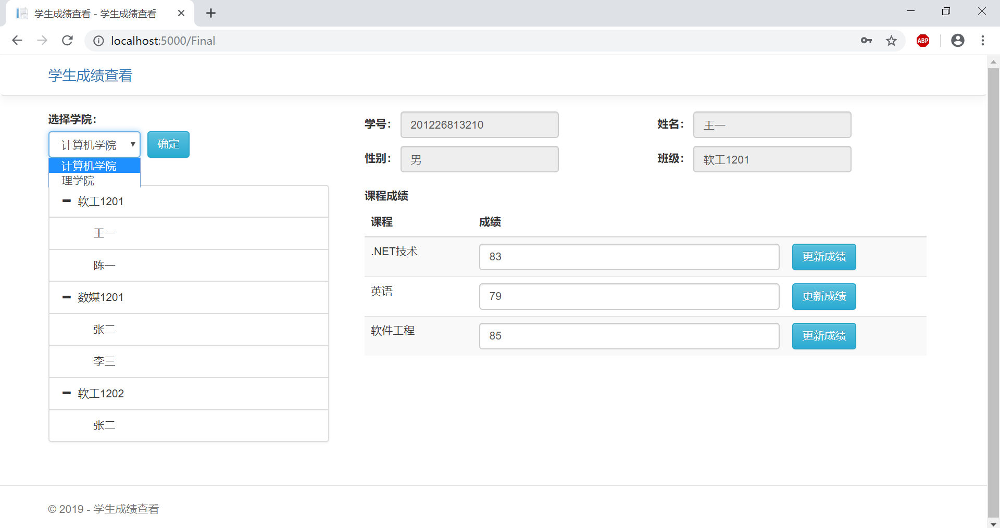 学生成绩查看 - 学生成绩查看
localhost:5000/Final
ABP
学生成绩查看
选择学院：
计算机学院
确定
计算机学院
理学院
软工1201
王一
陈一
数媒1201
张二
李三
软工1202
张二
学号：
201226813210
姓名：
王一
性别：
男
班级：
软工1201
课程成绩
课程 成绩
.NET技术 83 更新成绩
英语 79 更新成绩
软件工程 85 更新成绩
© 2019 - 学生成绩查看